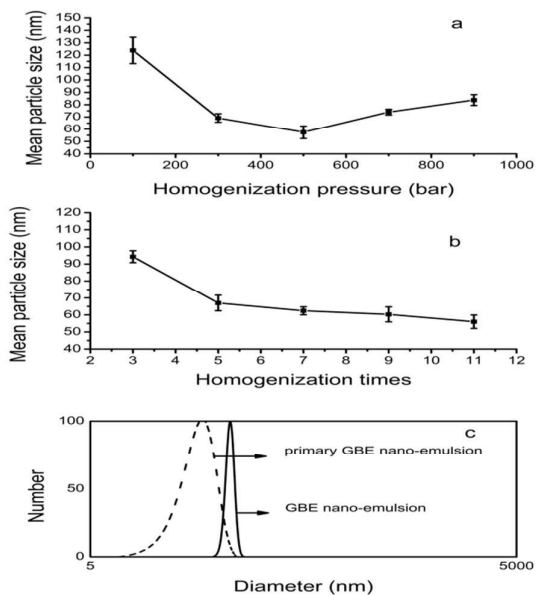 a
Mean particle size (nm)
150
140
130
120
110
100
90
80
70
60
50
40
0 200 400 600 800 1000
Homogenization pressure (bar)
b
Mean particle size (nm)
120
110
100
90
80
70
60
50
40
2 3 4 5 6 7 8 9 10 11 12
Homogenization times
c
Number
100
50
0
primary GBE nano-emulsion
GBE nano-emulsion
5 5000
Diameter (nm)